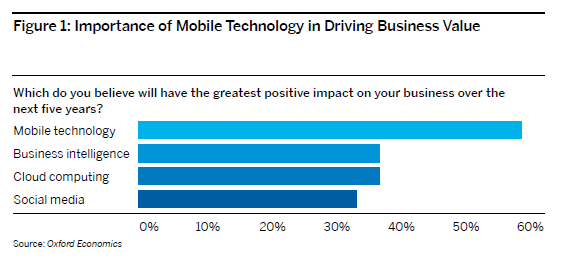 Figure 1: Importance of Mobile Technology in Driving Business Value
Which do you believe will have the greatest positive impact on your business over the
next five years?
Mobile technology
Business intelligence
Cloud computing
Social media
0% 10% 20% 30% 40% 50% 60%
Source: Oxford Economics